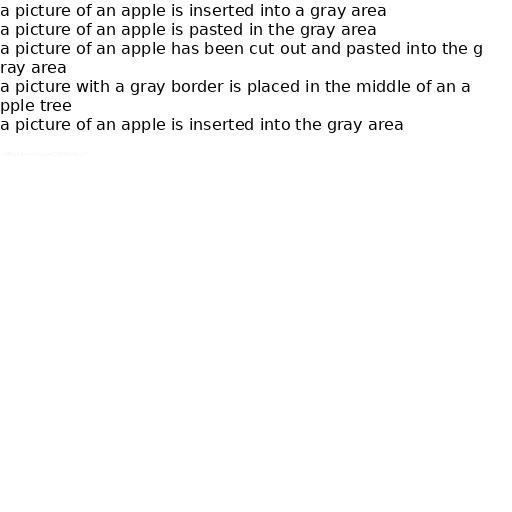 a picture of an apple is inserted into a gray area
a picture of an apple is pasted in the gray area
a picture of an apple has been cut out and pasted into the g
ray area
a picture with a gray border is placed in the middle of an a
pple tree
a picture of an apple is inserted into the gray area